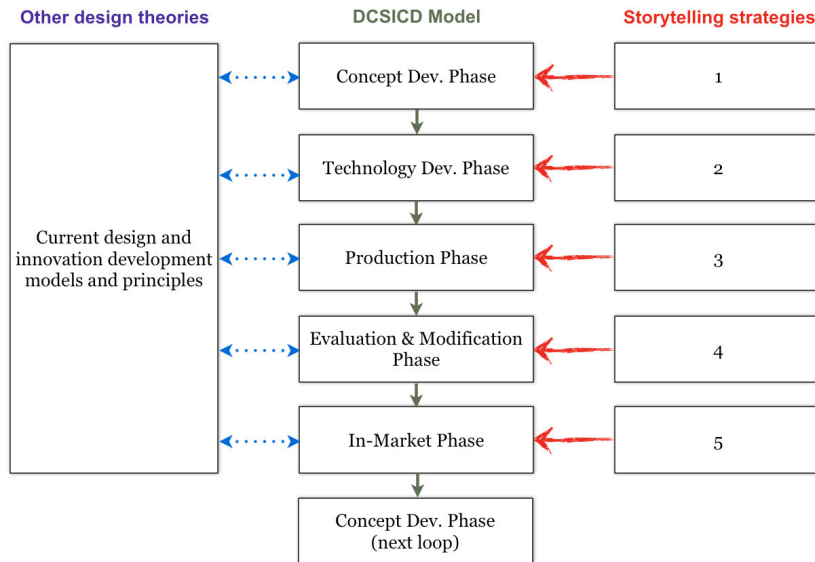 Other design theories
DCSICD Model
Storytelling strategies
Concept Dev. Phase
1
Technology Dev. Phase
2
Current design and
innovation development
models and principles
Production Phase
3
Evaluation & Modification
Phase
4
In-Market Phase
5
Concept Dev. Phase
(next loop)